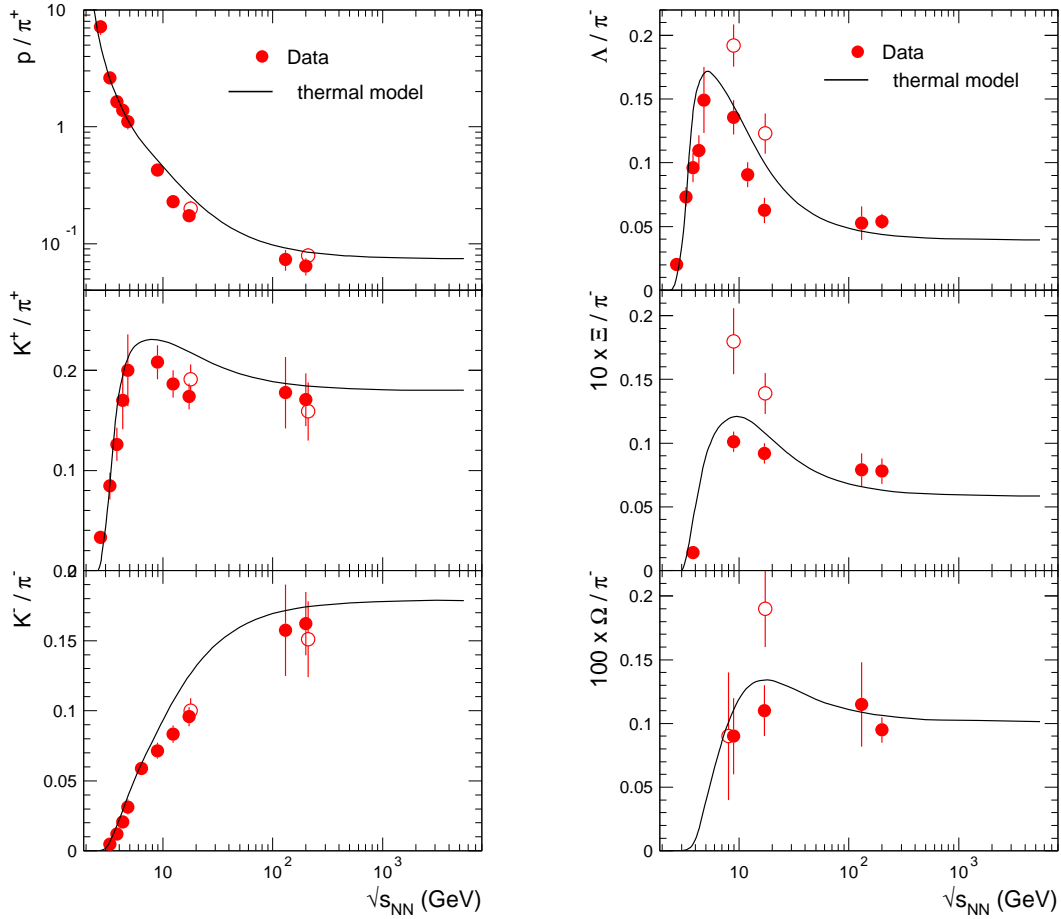 10
1
10⁻¹
p / π⁺
Data
thermal model
0.2
0.1
0
K⁺ / π⁺
0.15
0.1
0.05
0
K⁻ / π⁻
10 10² 10³
√s_NN (GeV)
0.2
0.15
0.1
0.05
0
Λ / π⁻
Data
thermal model
0.2
0.15
0.1
0.05
0
10 x Ξ / π⁻
0.2
0.15
0.1
0.05
0
100 x Ω / π⁻
10 10² 10³
√s_NN (GeV)